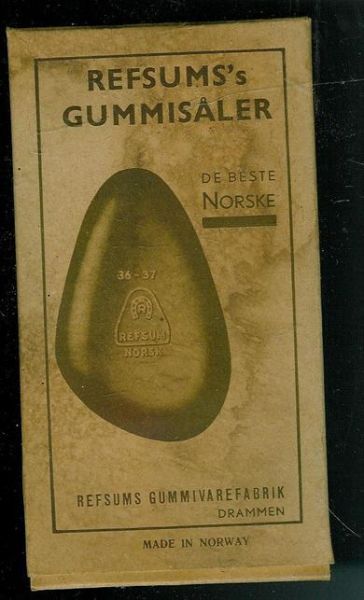 REFSUMS's
GUMMISÅLER
DE BESTE
NORSKE
36-37
R
REFSUM
NORSK
REFSUMS GUMMIVAREFABRIK
DRAMMEN
MADE IN NORWAY